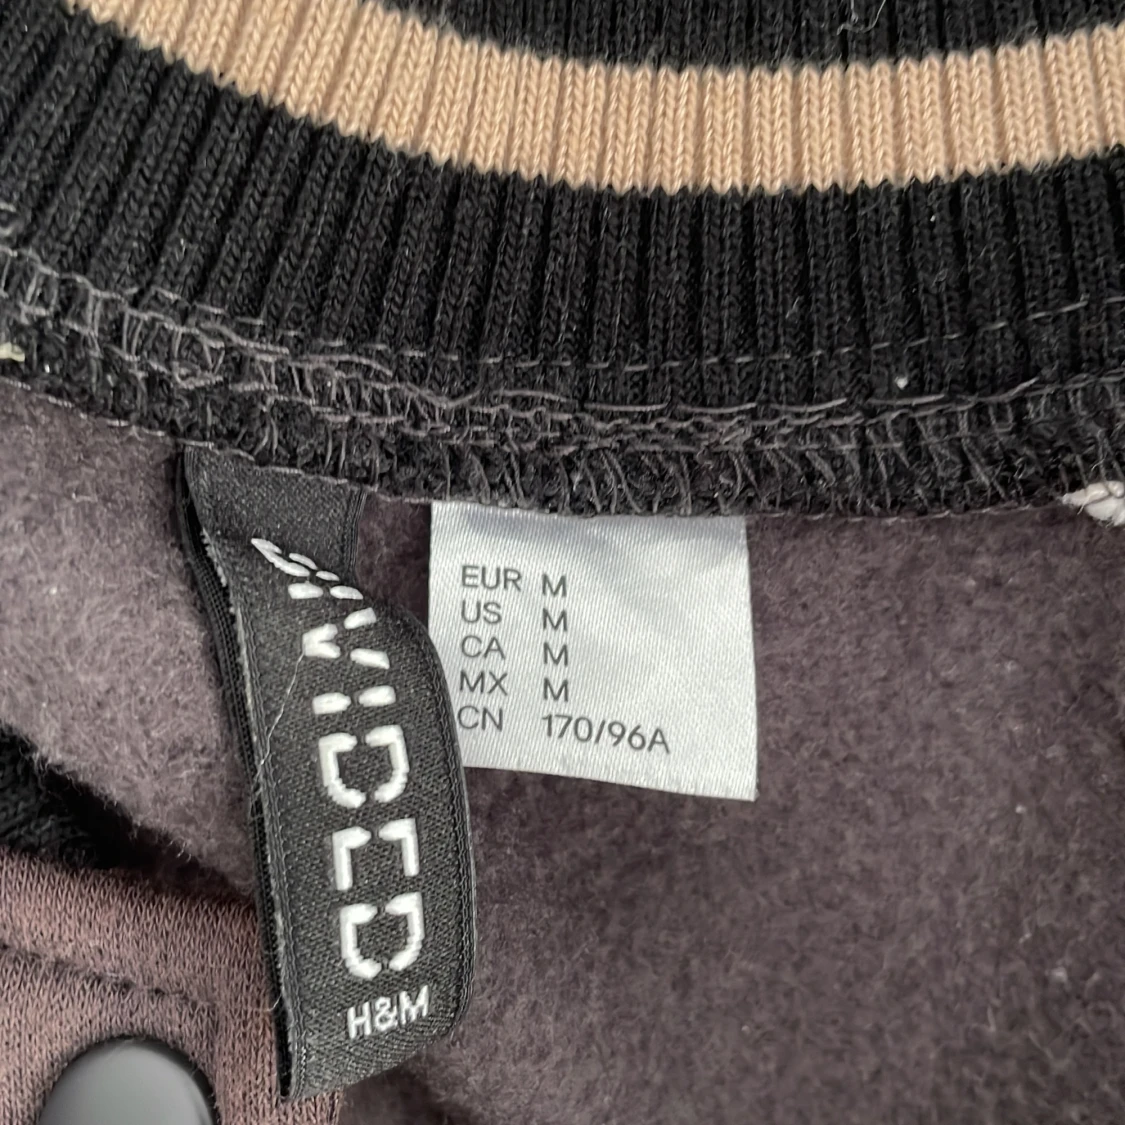 DIVIDED
H&M
EUR M
US M
CA M
MX M
CN 170/96A